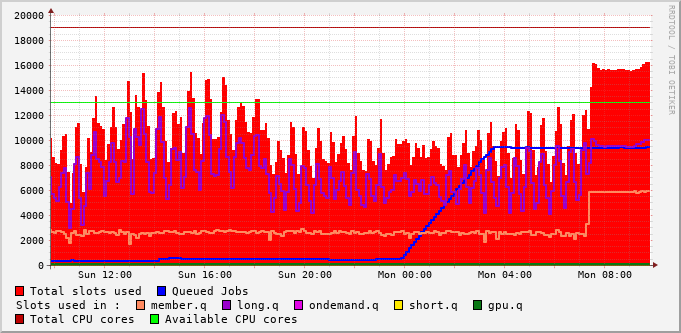 20000
18000
16000
14000
12000
10000
8000
6000
4000
2000
0
Sun 12:00 Sun 16:00 Sun 20:00 Mon 00:00 Mon 04:00 Mon 08:00
RRDTOOL / TOBI OETIKER
Total slots used Queued Jobs
Slots used in : member.q long.q ondemand.q short.q gpu.q
Total CPU cores Available CPU cores